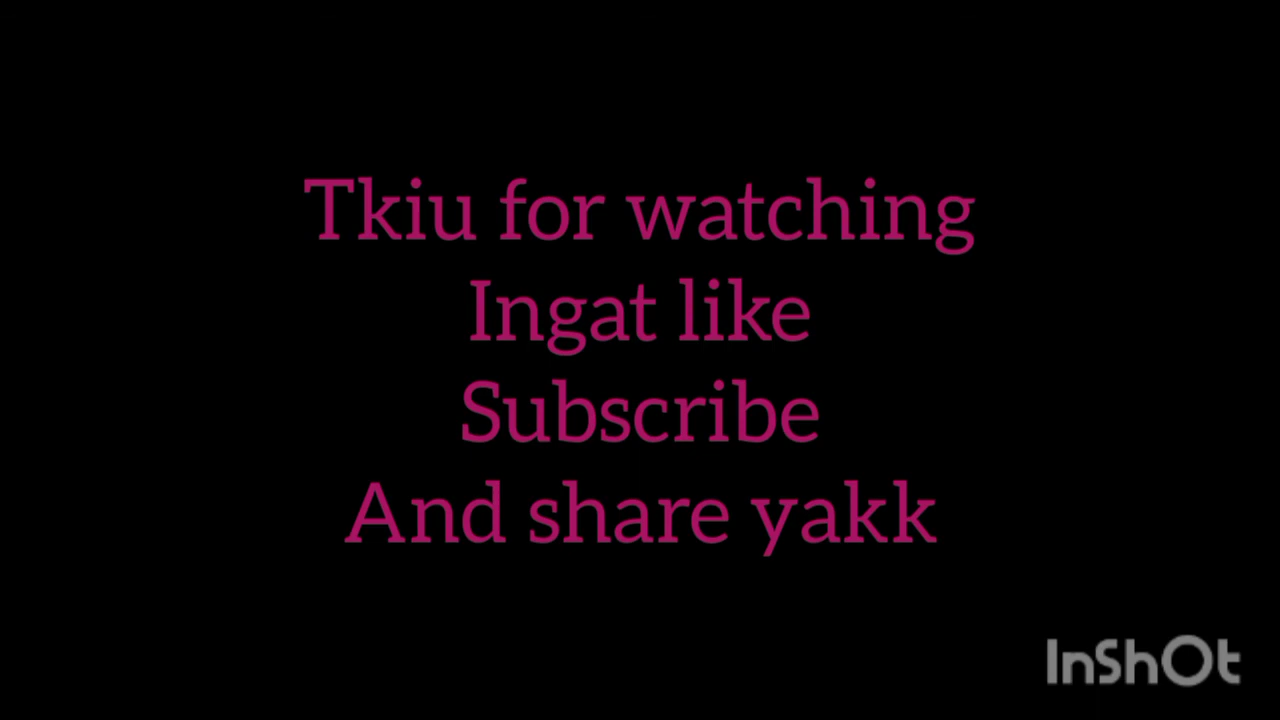 Tkiu for watching
Ingat like
Subscribe
And share yakk
InShOt